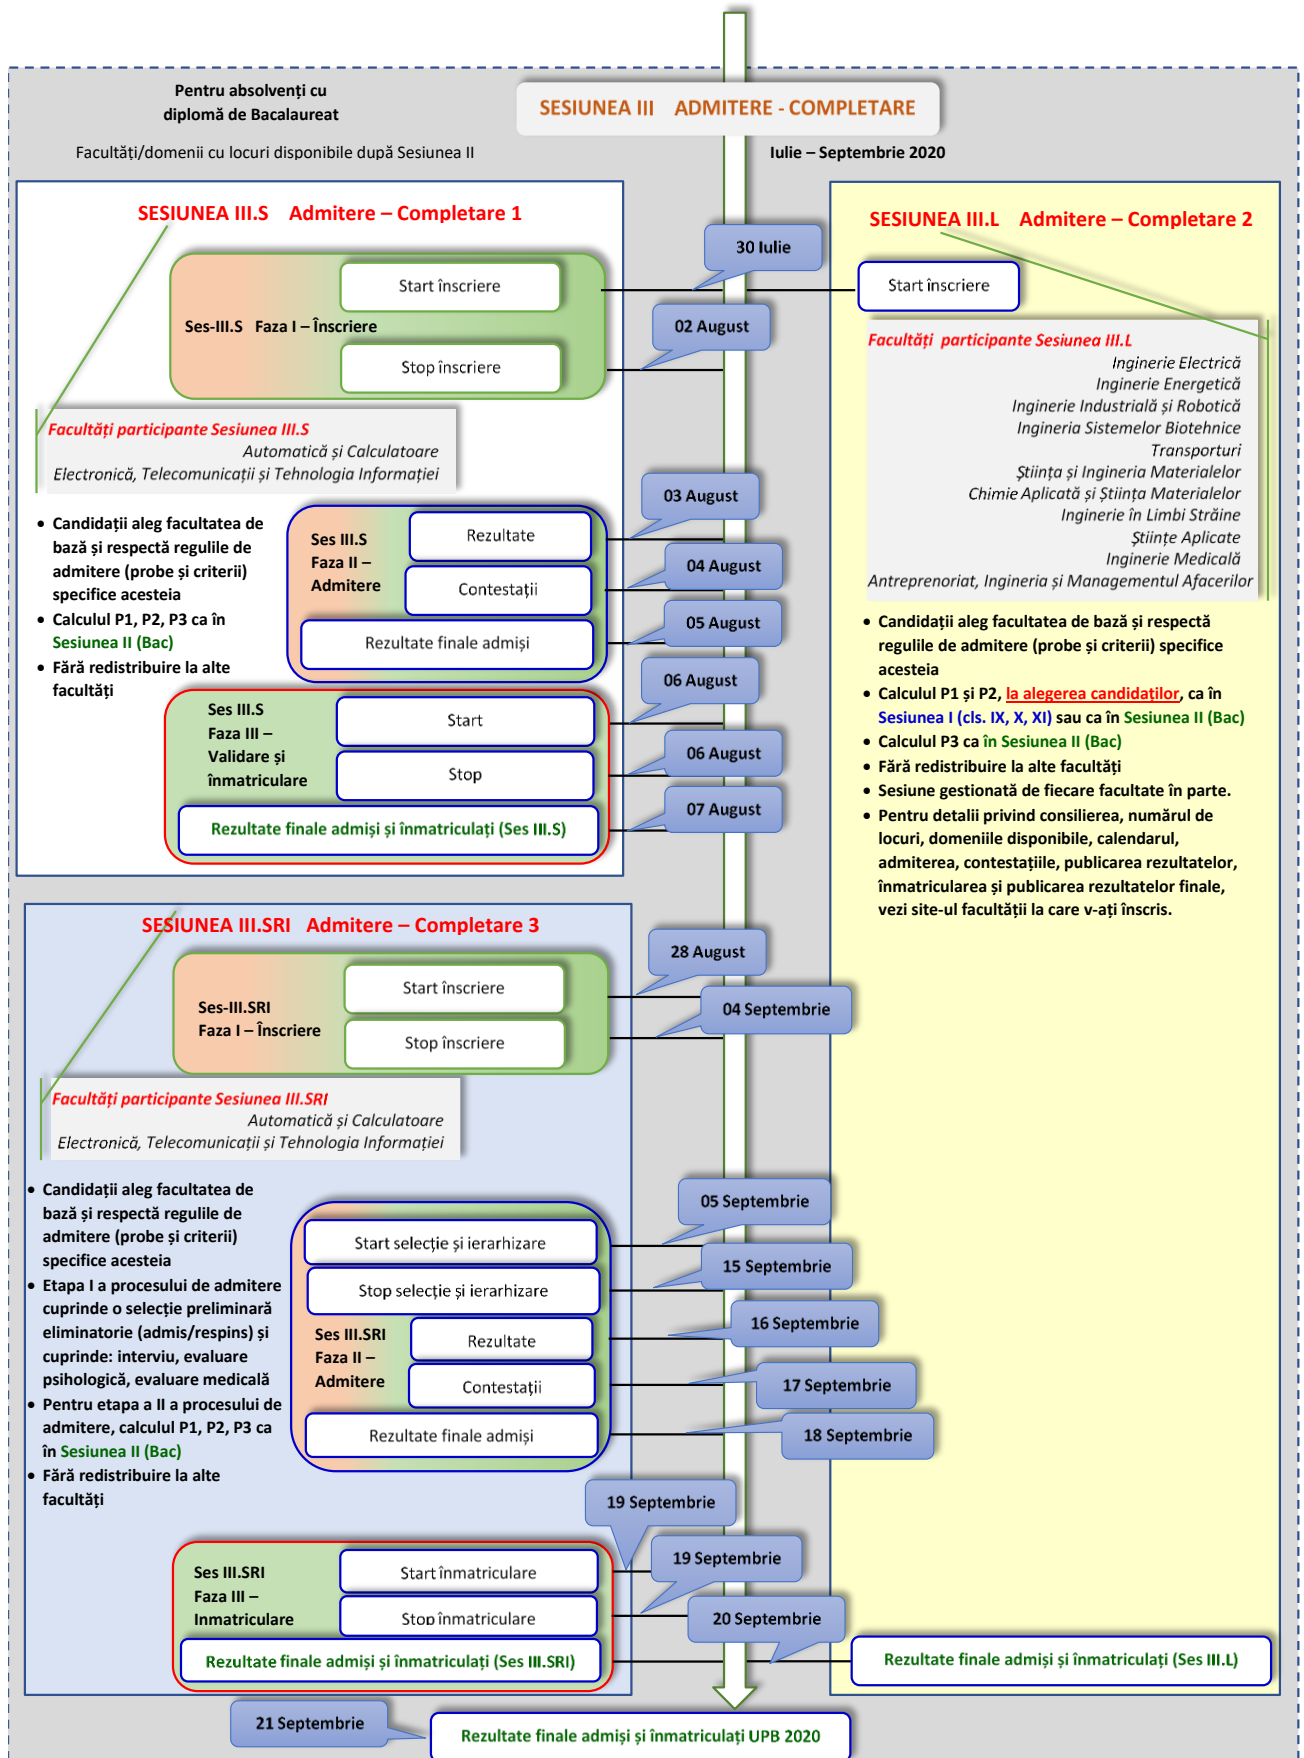 Pentru absolvenți cu
diplomă de Bacalaureat
SESIUNEA III ADMITERE - COMPLETARE
Facultăți/domenii cu locuri disponibile după Sesiunea II
Iulie – Septembrie 2020
SESIUNEA III.S Admitere – Completare 1
30 Iulie
Start înscriere
Ses-III.S Faza I – Înscriere
02 August
Stop înscriere
Facultăți participante Sesiunea III.S
Automatică și Calculatoare
Electronică, Telecomunicații și Tehnologia Informației
• Candidații aleg facultatea de
bază și respectă regulile de
admitere (probe și criterii)
specifice acesteia
• Calculul P1, P2, P3 ca în
Sesiunea II (Bac)
• Fără redistribuire la alte
facultăți
Ses III.S
Faza II –
Admitere
Rezultate
03 August
Contestații
04 August
Rezultate finale admiși
05 August
Ses III.S
Faza III –
Validare și
înmatriculare
Start
06 August
Stop
06 August
Rezultate finale admiși și înmatriculați (Ses III.S)
07 August
SESIUNEA III.L Admitere – Completare 2
Start înscriere
Facultăți participante Sesiunea III.L
Inginerie Electrică
Inginerie Energetică
Inginerie Industrială și Robotică
Ingineria Sistemelor Biotehnice
Transporturi
Știința și Ingineria Materialelor
Chimie Aplicată și Știința Materialelor
Inginerie în Limbi Străine
Științe Aplicate
Inginerie Medicală
Antreprenoriat, Ingineria și Managementul Afacerilor
• Candidații aleg facultatea de bază și respectă
regulile de admitere (probe și criterii) specifice
acesteia
• Calculul P1 și P2, la alegerea candidaților, ca în
Sesiunea I (cls. IX, X, XI) sau ca în Sesiunea II (Bac)
• Calculul P3 ca în Sesiunea II (Bac)
• Fără redistribuire la alte facultăți
• Sesiune gestionată de fiecare facultate în parte.
• Pentru detalii privind consilierea, numărul de
locuri, domeniile disponibile, calendarul,
admiterea, contestațiile, publicarea rezultatelor,
înmatricularea și publicarea rezultatelor finale,
vezi site-ul facultății la care v-ați înscris.
SESIUNEA III.SRI Admitere – Completare 3
28 August
Start înscriere
Ses-III.SRI
Faza I – Înscriere
04 Septembrie
Stop înscriere
Facultăți participante Sesiunea III.SRI
Automatică și Calculatoare
Electronică, Telecomunicații și Tehnologia Informației
• Candidații aleg facultatea de
bază și respectă regulile de
admitere (probe și criterii)
specifice acesteia
• Etapa I a procesului de admitere
cuprinde o selecție preliminară
eliminatorie (admis/respins) și
cuprinde: interviu, evaluare
psihologică, evaluare medicală
• Pentru etapa a II a procesului de
admitere, calculul P1, P2, P3 ca
în Sesiunea II (Bac)
• Fără redistribuire la alte
facultăți
05 Septembrie
Start selecție și ierarhizare
15 Septembrie
Stop selecție și ierarhizare
Ses III.SRI
Faza II –
Admitere
Rezultate
16 Septembrie
Contestații
17 Septembrie
Rezultate finale admiși
18 Septembrie
19 Septembrie
Ses III.SRI
Faza III –
Inmatriculare
Start înmatriculare
19 Septembrie
Stop înmatriculare
20 Septembrie
Rezultate finale admiși și înmatriculați (Ses III.SRI)
Rezultate finale admiși și înmatriculați (Ses III.L)
21 Septembrie
Rezultate finale admiși și înmatriculați UPB 2020